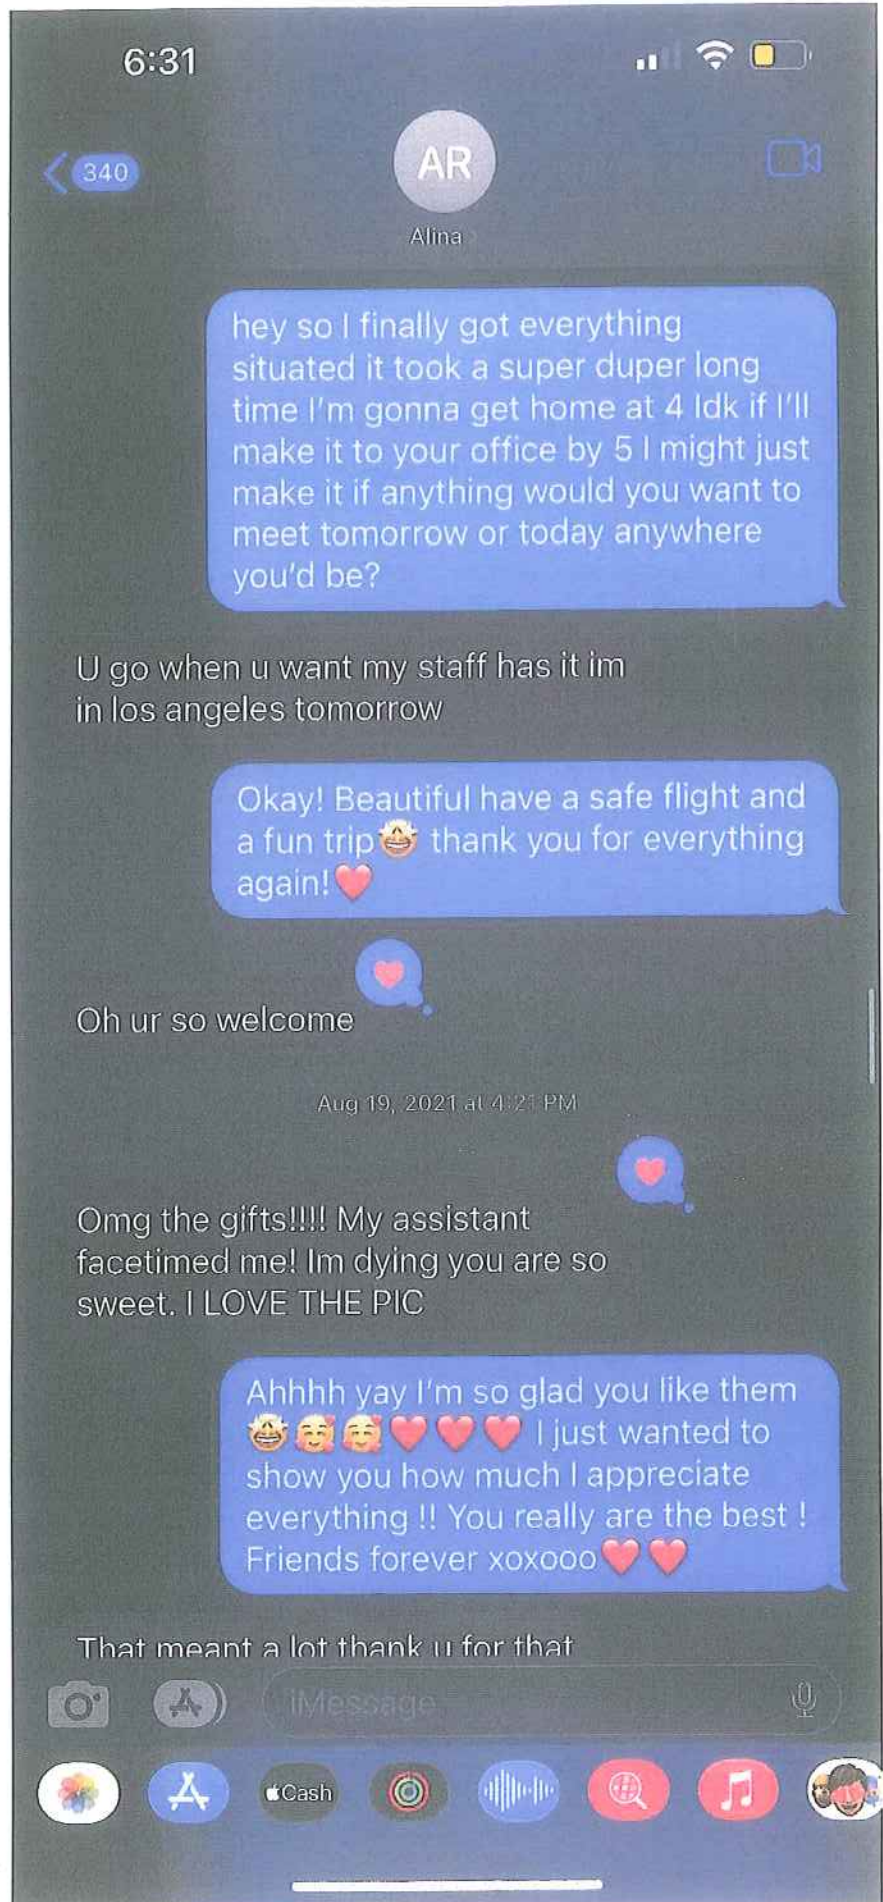 6:31
340
AR
Alina
hey so I finally got everything
situated it took a super duper long
time I'm gonna get home at 4 Idk if I'll
make it to your office by 5 I might just
make it if anything would you want to
meet tomorrow or today anywhere
you'd be?
U go when u want my staff has it im
in los angeles tomorrow
Okay! Beautiful have a safe flight and
a fun trip🤩 thank you for everything
again!❤️
Oh ur so welcome
Aug 19, 2021 at 4:21 PM
Omg the gifts!!!! My assistant
facetimed me! Im dying you are so
sweet. I LOVE THE PIC
Ahhhh yay I'm so glad you like them
🤩🥰🥰❤️❤️❤️ I just wanted to
show you how much I appreciate
everything !! You really are the best !
Friends forever xoxooo❤️❤️
That meant a lot thank u for that
iMessage
Cash